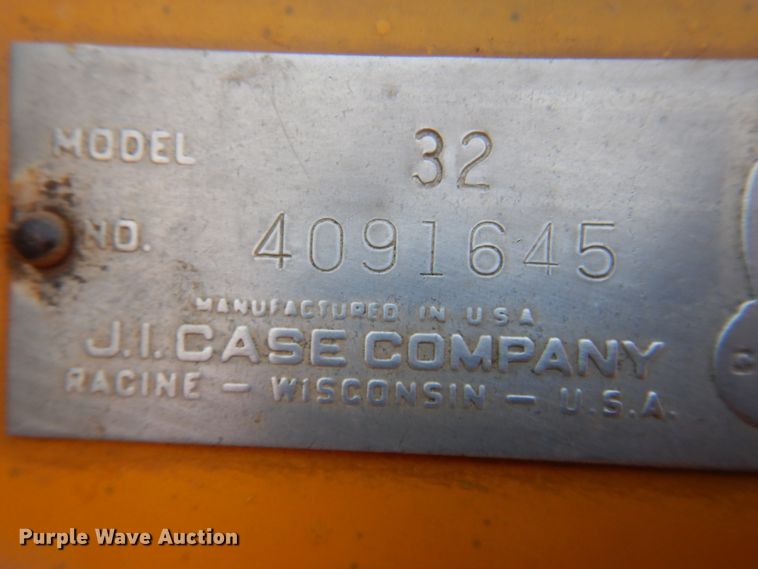 MODEL 32
NO. 4091645
MANUFACTURED IN USA
J.I. CASE COMPANY
RACINE - WISCONSIN - U.S.A.
Purple Wave Auction